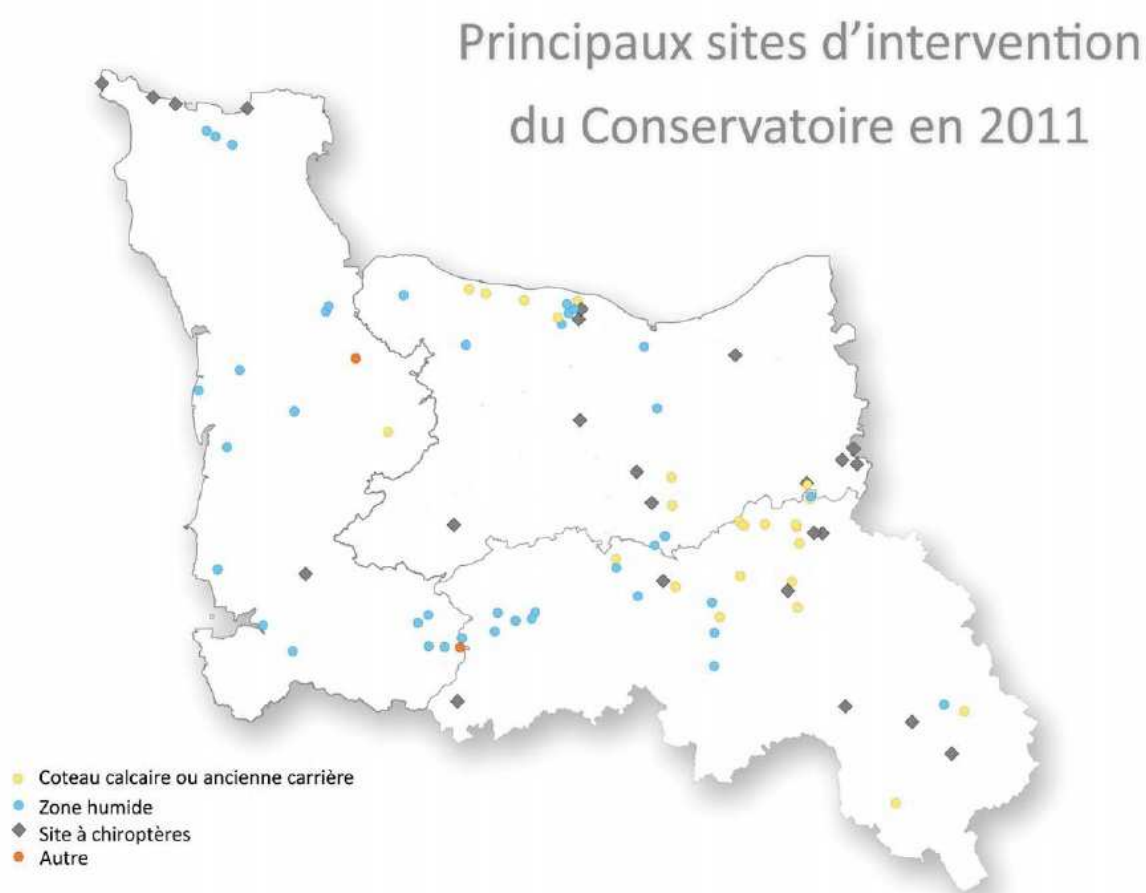 Principaux sites d'intervention
du Conservatoire en 2011
Coteau calcaire ou ancienne carrière
Zone humide
Site à chiroptères
Autre